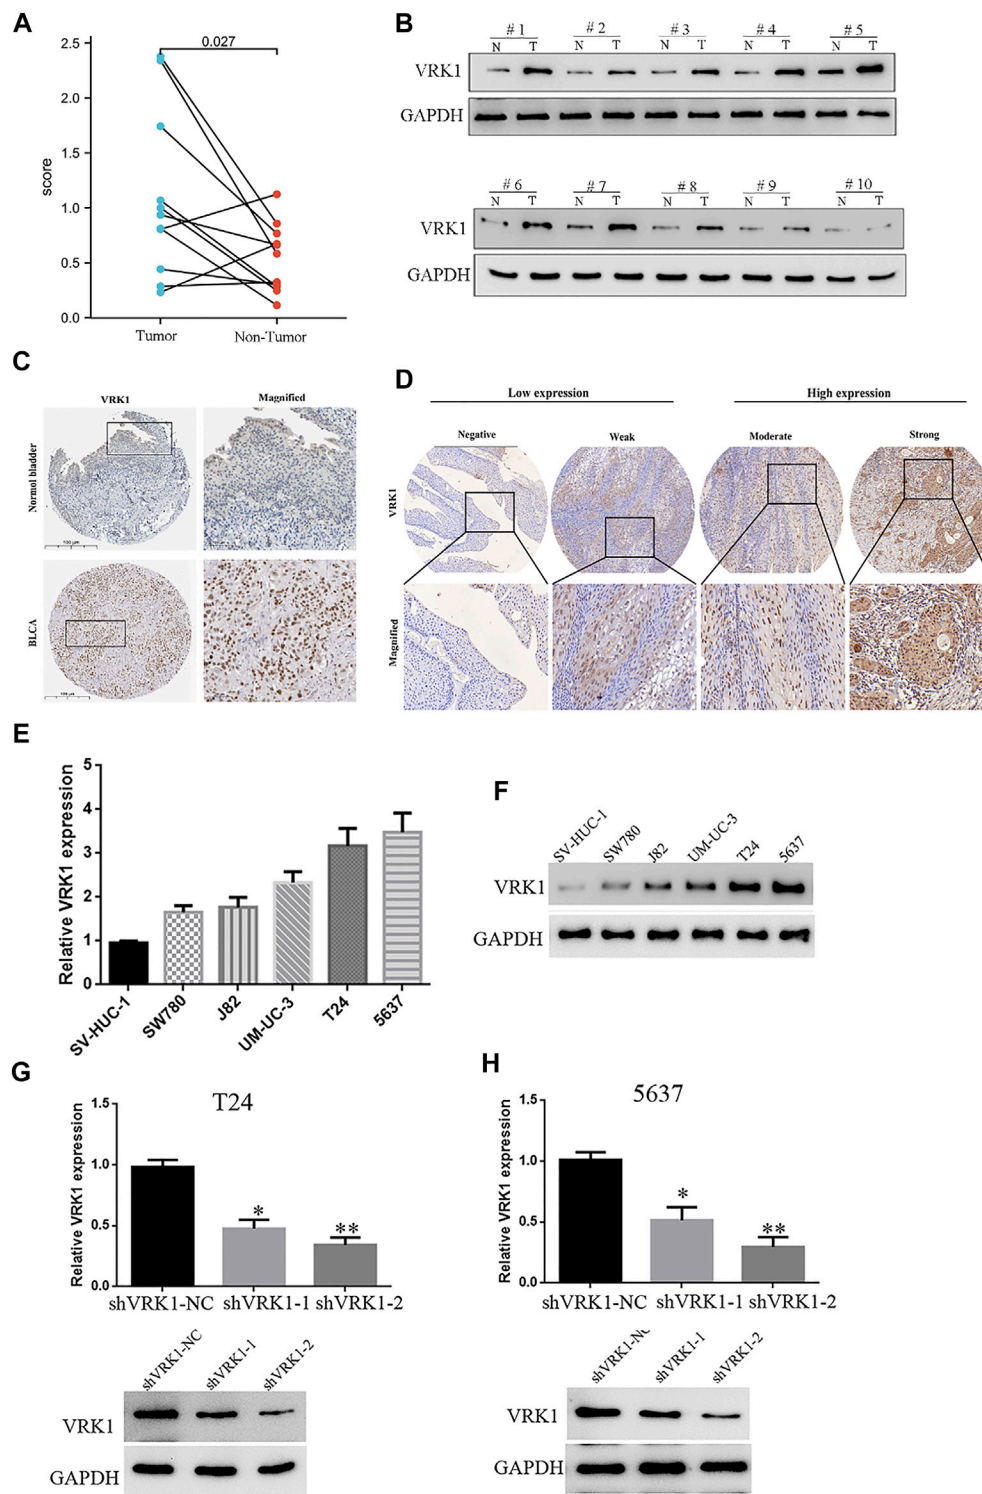 A
0.027
2.5
2.0
1.5
1.0
0.5
0.0
score
Tumor
Non-Tumor
B
# 1 # 2 # 3 # 4 # 5
N T N T N T N T N T
VRK1
GAPDH
# 6 # 7 # 8 # 9 # 10
N T N T N T N T N T
VRK1
GAPDH
C
VRK1 Magnified
Normol bladder
100 µm
BLCA
100 µm
D
Low expression High expression
Negative Weak Moderate Strong
VRK1
Magnified
E
Relative VRK1 expression
5
4
3
2
1
0
SV-HUC-1 SW780 J82 UM-UC-3 T24 5637
F
SV-HUC-1 SW780 J82 UM-UC-3 T24 5637
VRK1
GAPDH
G
T24
Relative VRK1 expression
1.5
1.0
0.5
0.0
* **
shVRK1-NC shVRK1-1 shVRK1-2
shVRK1-NC shVRK1-1 shVRK1-2
VRK1
GAPDH
H
5637
Relative VRK1 expression
1.5
1.0
0.5
0.0
* **
shVRK1-NC shVRK1-1 shVRK1-2
shVRK1-NC shVRK1-1 shVRK1-2
VRK1
GAPDH